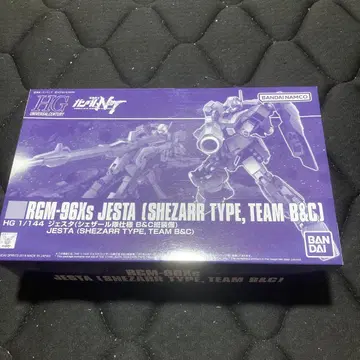 HG
UNIVERSAL CENTURY
ガンダムNT
BANDAI NAMCO
RGM-96Xs JESTA (SHEZARR TYPE, TEAM B&C)
HG 1/144 ジェスタ(シェザール隊仕様 B&C班装備)
JESTA (SHEZARR TYPE, TEAM B&C)
BANDAI
RGM-96Xs
JESTA (SHEZARR TYPE, TEAM B&C)